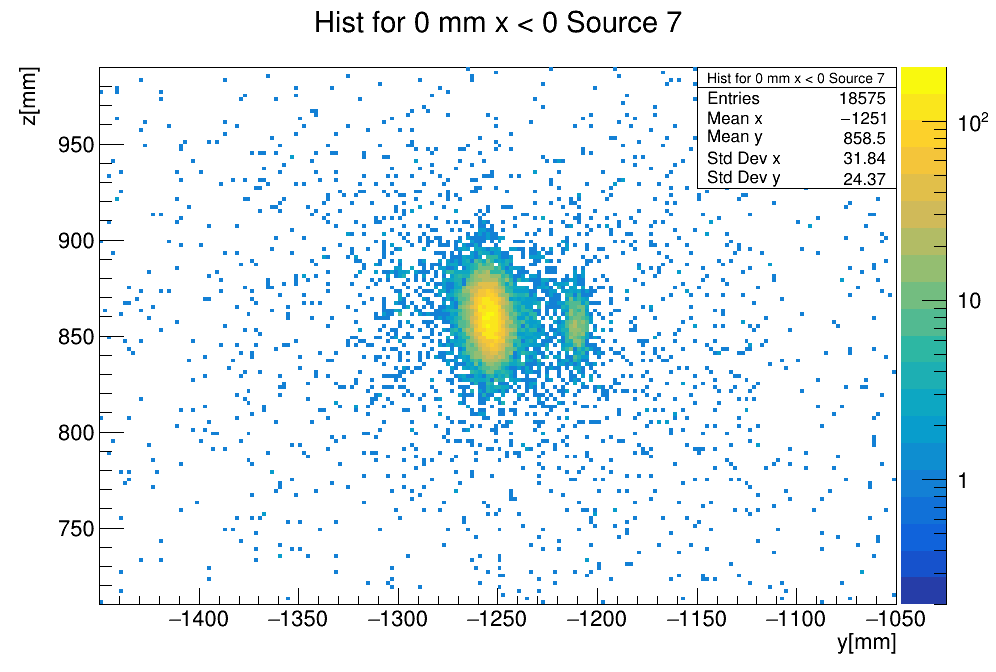 Hist for 0 mm x < 0 Source 7
z[mm]
Hist for 0 mm x < 0 Source 7
Entries 18575
Mean x −1251
Mean y 858.5
Std Dev x 31.84
Std Dev y 24.37
950
900
850
800
750
−1400 −1350 −1300 −1250 −1200 −1150 −1100 −1050
y[mm]
10²
10
1